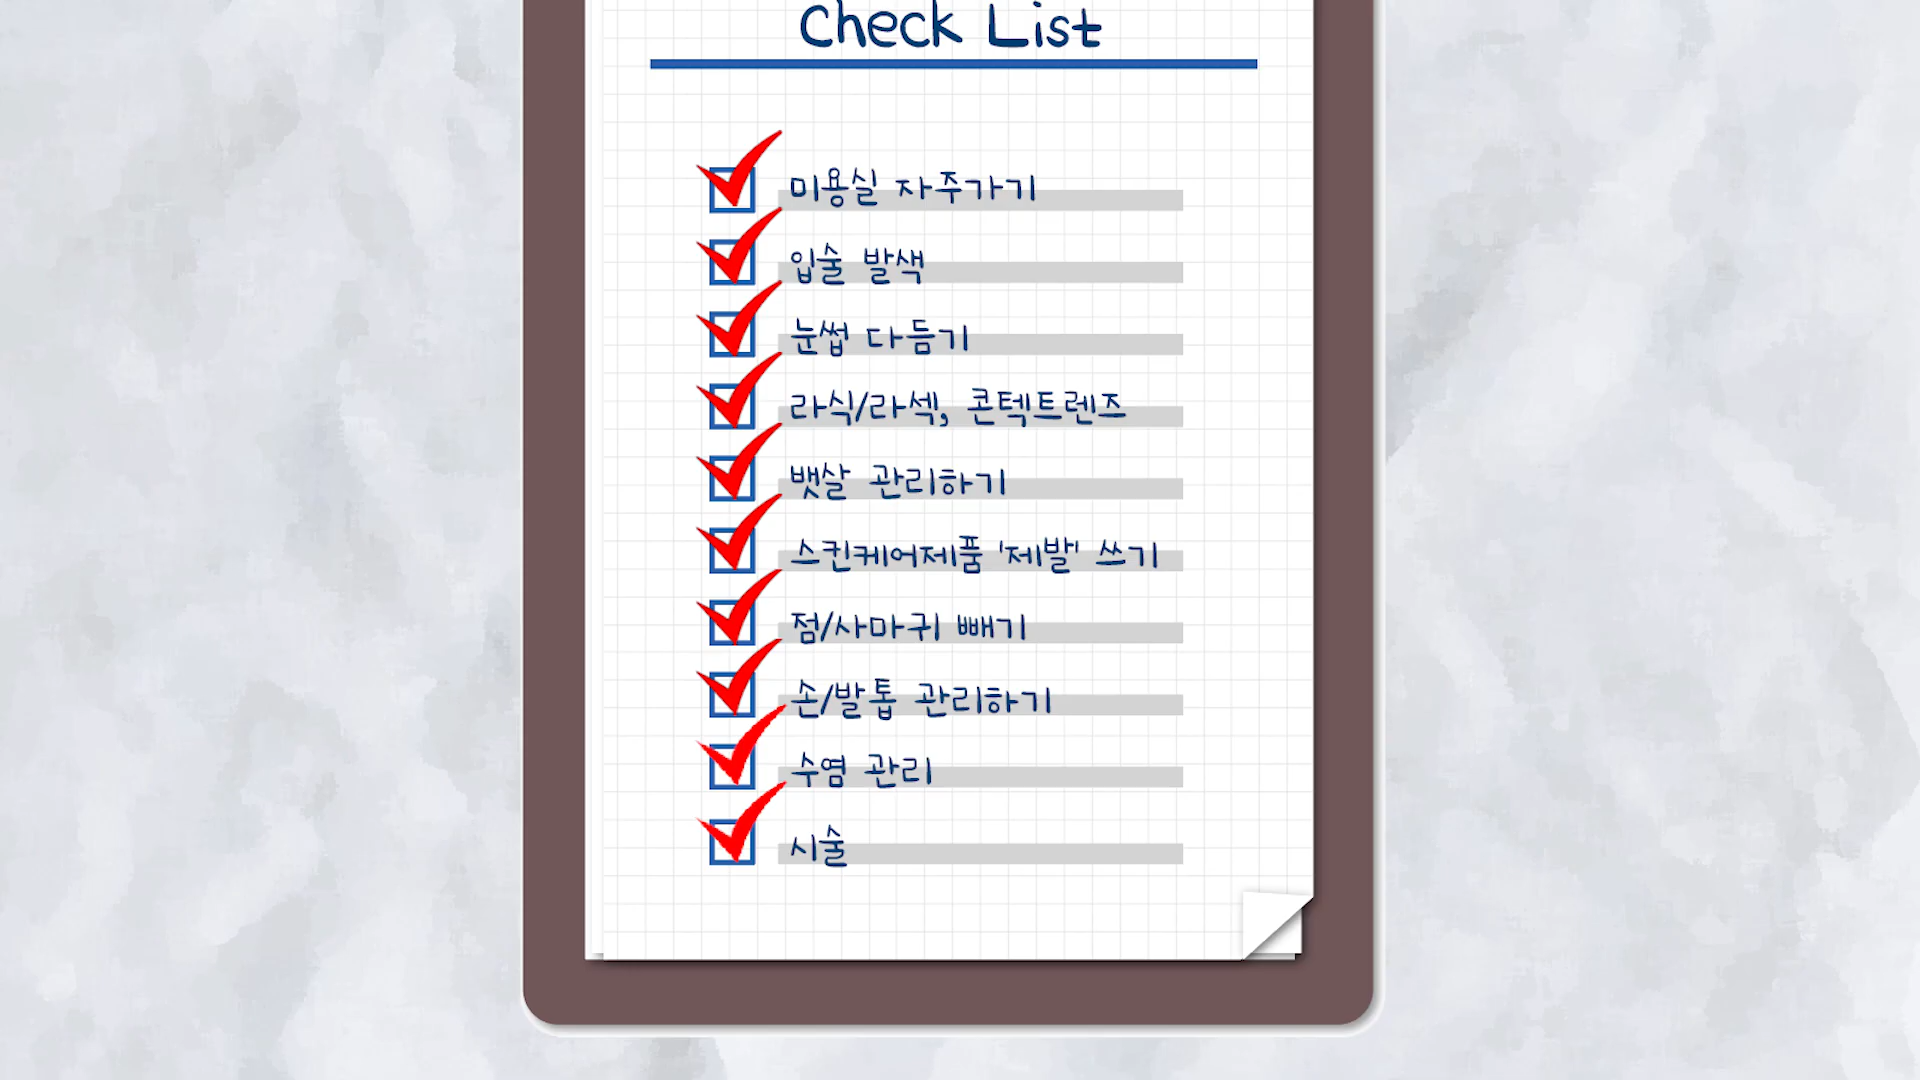 Check List
미용실 자주가기
입술 발색
눈썹 다듬기
라식/라섹, 콘텍트렌즈
뱃살 관리하기
스킨케어제품 '제발' 쓰기
점/사마귀 빼기
손/발톱 관리하기
수염 관리
시술